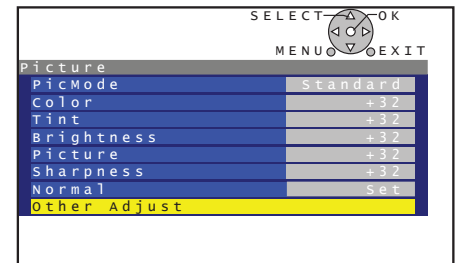 SELECT OK
MENU EXIT
Picture
PicMode Standard
Color +32
Tint +32
Brightness +32
Picture +32
Sharpness +32
Normal Set
Other Adjust